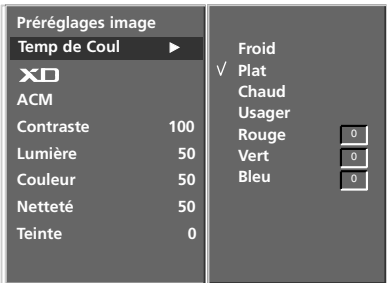 Préréglages image
Temp de Coul ►
XD
ACM
Contraste 100
Lumière 50
Couleur 50
Netteté 50
Teinte 0
Froid
√ Plat
Chaud
Usager
Rouge 0
Vert 0
Bleu 0